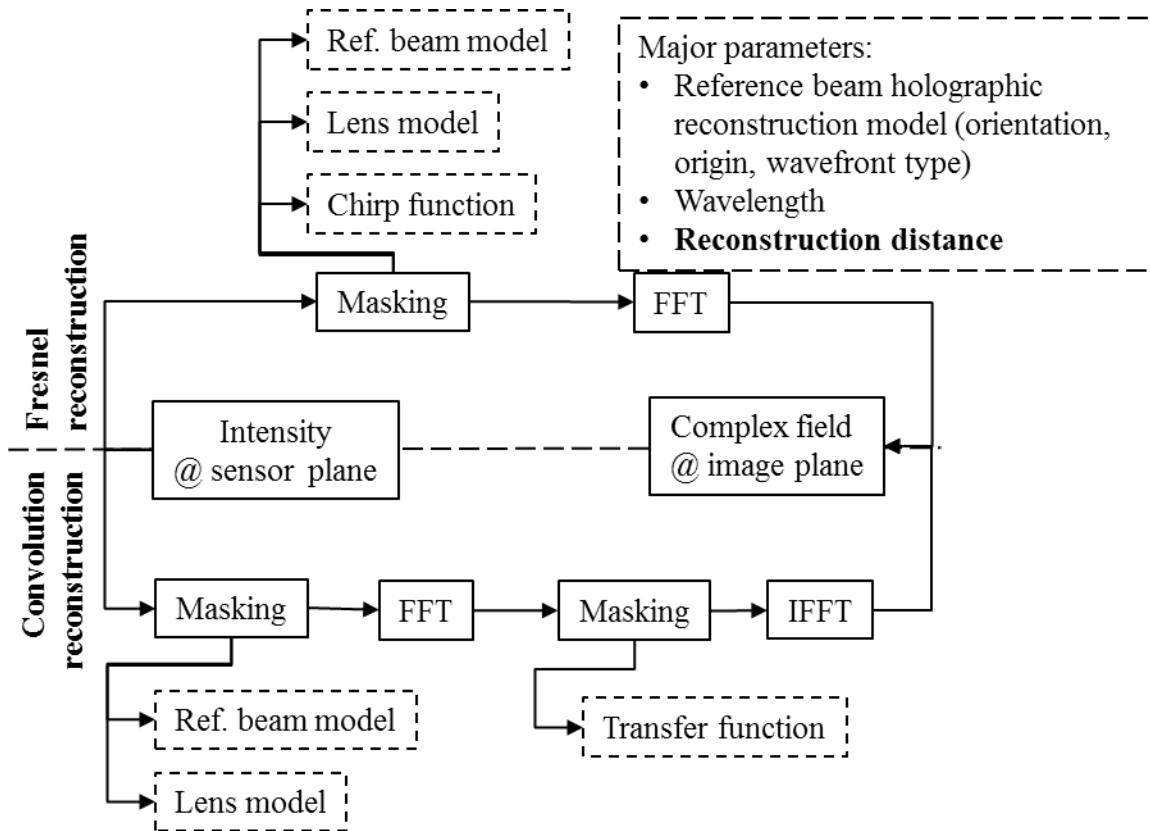 Ref. beam model
Lens model
Chirp function
Major parameters:
• Reference beam holographic
reconstruction model (orientation,
origin, wavefront type)
• Wavelength
• Reconstruction distance
Masking
FFT
Fresnel
reconstruction
Intensity
@ sensor plane
Complex field
@ image plane
Convolution
reconstruction
Masking
FFT
Masking
IFFT
Ref. beam model
Lens model
Transfer function